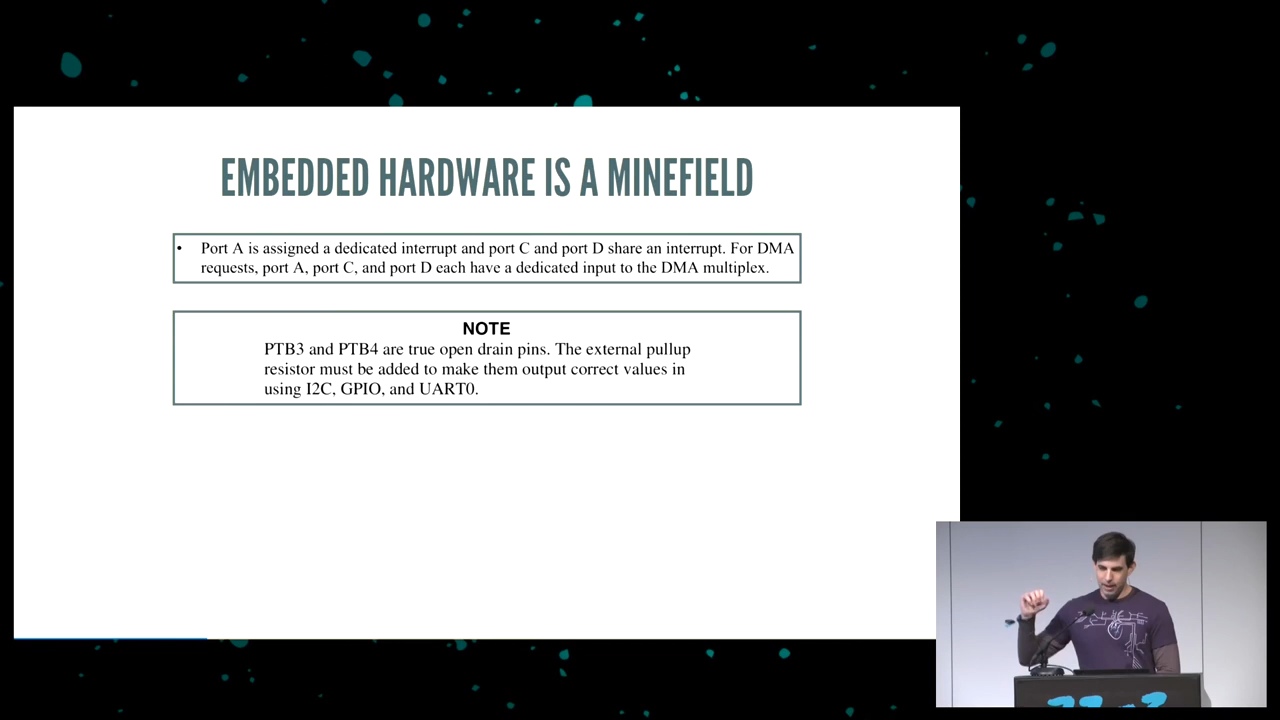 EMBEDDED HARDWARE IS A MINEFIELD
• Port A is assigned a dedicated interrupt and port C and port D share an interrupt. For DMA
requests, port A, port C, and port D each have a dedicated input to the DMA multiplex.
NOTE
PTB3 and PTB4 are true open drain pins. The external pullup
resistor must be added to make them output correct values in
using I2C, GPIO, and UART0.